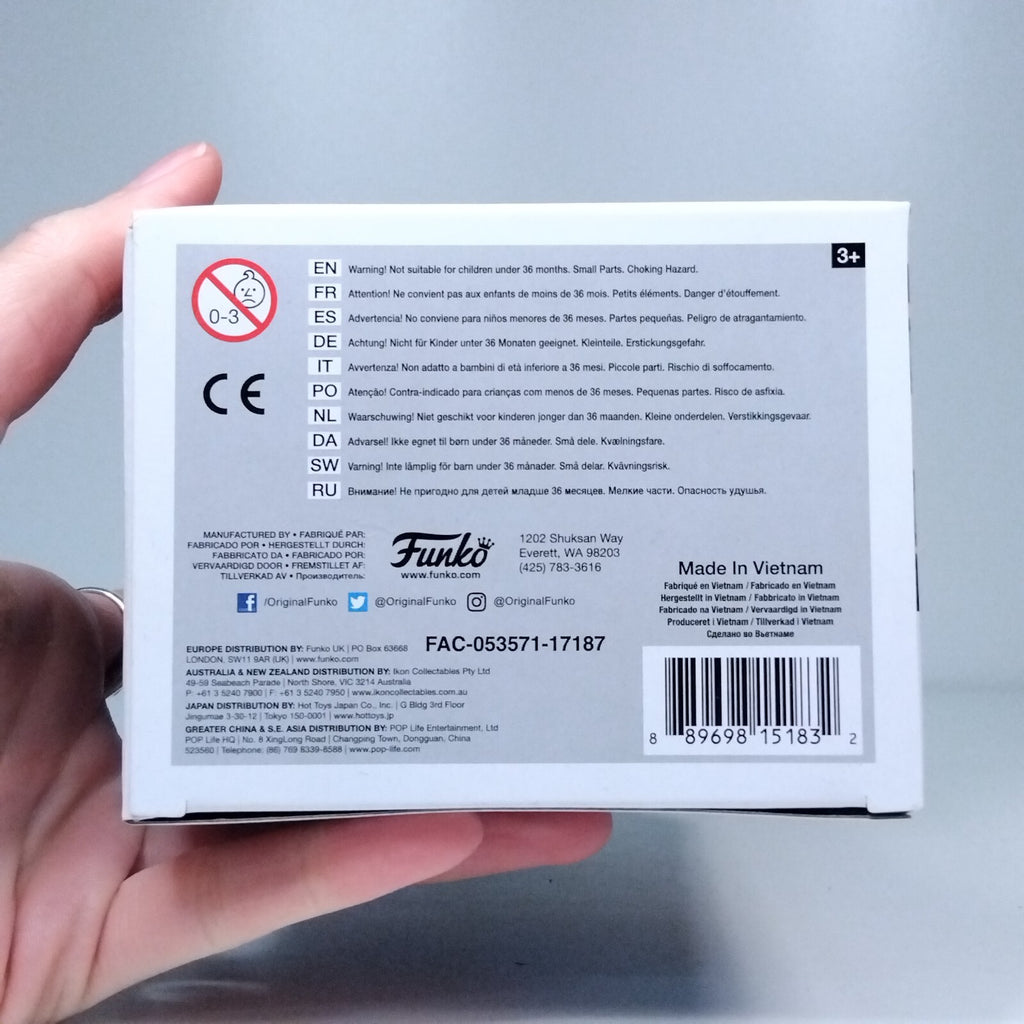 3+
0-3
EN Warning! Not suitable for children under 36 months. Small Parts. Choking Hazard.
FR Attention! Ne convient pas aux enfants de moins de 36 mois. Petits éléments. Danger d'étouffement.
ES Advertencia! No conviene para niños menores de 36 meses. Partes pequeñas. Peligro de atragantamiento.
DE Achtung! Nicht für Kinder unter 36 Monaten geeignet. Kleinteile. Erstickungsgefahr.
IT Avvertenza! Non adatto a bambini di età inferiore a 36 mesi. Piccole parti. Rischio di soffocamento.
PO Atenção! Contra-indicado para crianças com menos de 36 meses. Pequenas partes. Risco de asfixia.
NL Waarschuwing! Niet geschikt voor kinderen jonger dan 36 maanden. Kleine onderdelen. Verstikkingsgevaar.
DA Advarsel! Ikke egnet til børn under 36 måneder. Små dele. Kvælningsfare.
SW Varning! Inte lämplig för barn under 36 månader. Små delar. Kvävningsrisk.
RU Внимание! Не пригодно для детей младше 36 месяцев. Мелкие части. Опасность удушья.
CE
MANUFACTURED BY • FABRIQUÉ PAR:
FABRICADO POR • HERGESTELLT DURCH:
FABBRICATO DA • FABRICADO POR:
VERVAARDIGD DOOR • FREMSTILLET AF:
TILLVERKAD AV • Производитель:
Funko
www.funko.com
1202 Shuksan Way
Everett, WA 98203
(425) 783-3616
/OriginalFunko @OriginalFunko @OriginalFunko
Made In Vietnam
Fabriqué en Vietnam / Fabricado en Vietnam
Hergestellt in Vietnam / Fabbricato in Vietnam
Fabricado na Vietnam / Vervaardigd in Vietnam
Produceret i Vietnam / Tillverkad i Vietnam
Сделано во Вьетнаме
FAC-053571-17187
EUROPE DISTRIBUTION BY: Funko UK | PO Box 63668
LONDON, SW11 9AR (UK) | www.funko.com
AUSTRALIA & NEW ZEALAND DISTRIBUTION BY: Ikon Collectables Pty Ltd
49-59 Seabeach Parade | North Shore, VIC 3214 Australia
P: +61 3 5240 7900 | F: +61 3 5240 7950 | www.ikoncollectables.com.au
JAPAN DISTRIBUTION BY: Hot Toys Japan Co., Inc. | G Bldg 3rd Floor
Jingumae 3-30-12 | Tokyo 150-0001 | www.hottoys.jp
GREATER CHINA & S.E. ASIA DISTRIBUTION BY: POP Life Entertainment, Ltd
POP Life HQ | No. 8 XingLong Road | Changping Town, Dongguan, China
523560 | Telephone: (86) 769 8339-8588 | www.pop-life.com
8 89698 15183 2